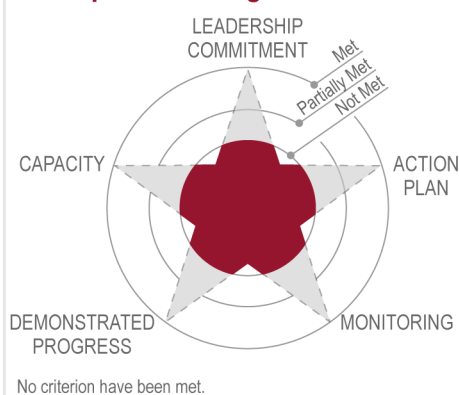 LEADERSHIP
COMMITMENT
Met
Partially Met
Not Met
CAPACITY
ACTION
PLAN
DEMONSTRATED
PROGRESS
MONITORING
No criterion have been met.